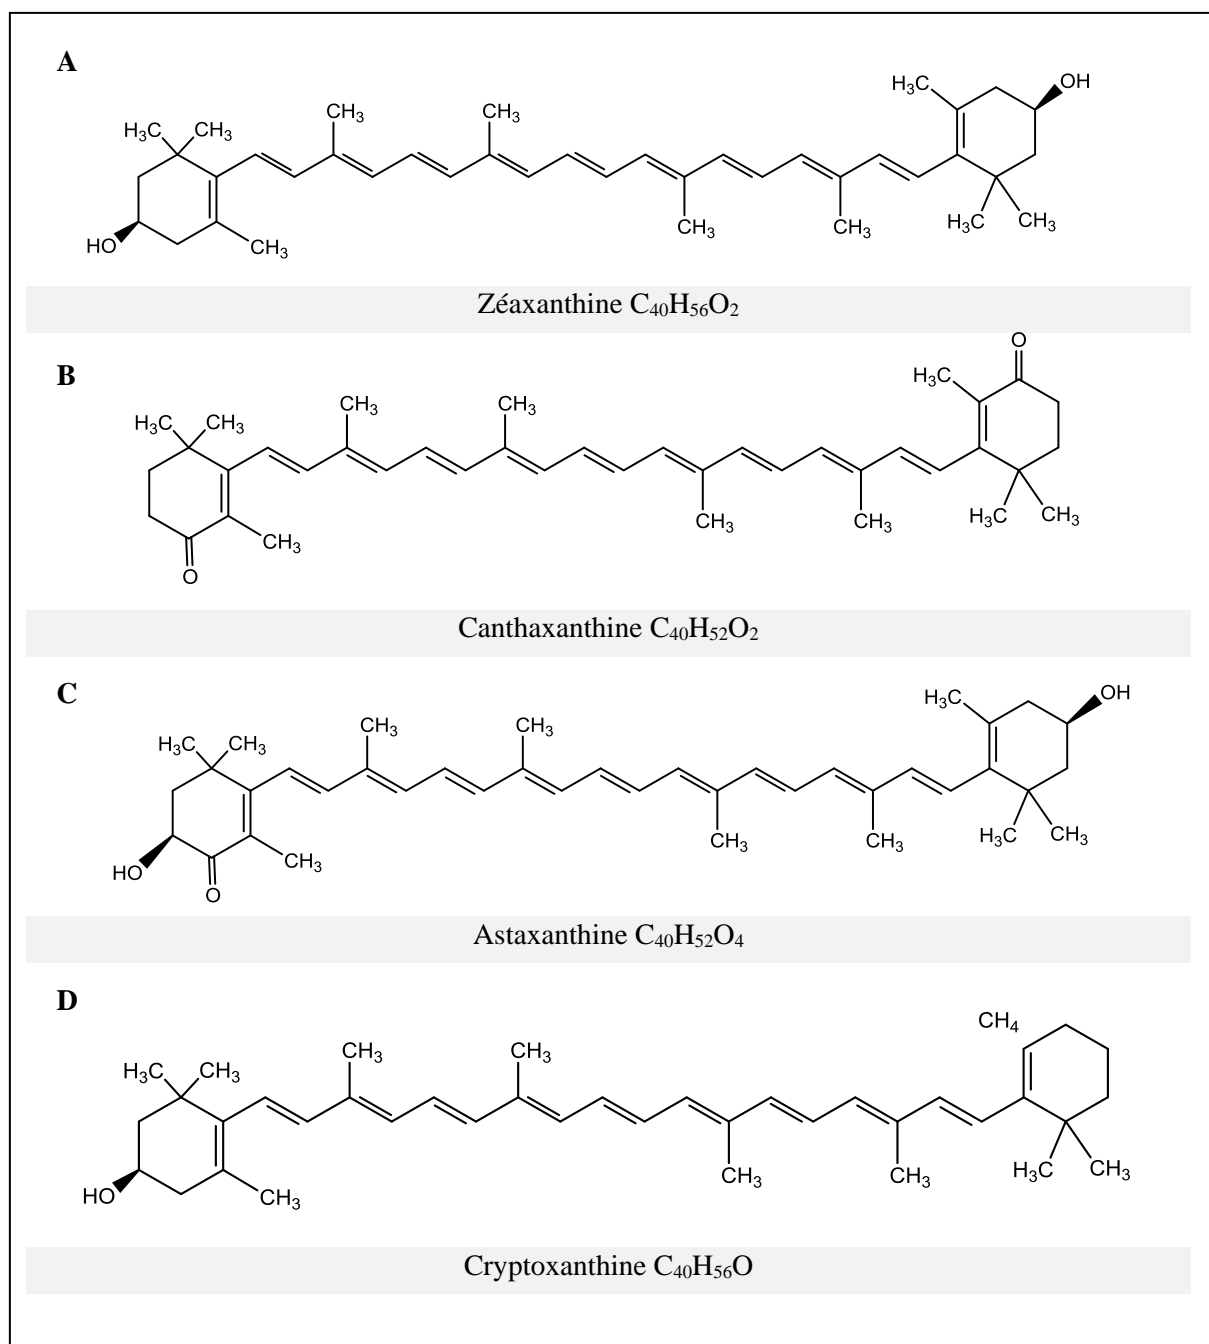 A
H₃C CH₃ CH₃ CH₃ H₃C OH
HO CH₃ CH₃ CH₃ H₃C CH₃
Zéaxanthine C₄₀H₅₆O₂
B
H₃C CH₃ CH₃ CH₃ H₃C O
O CH₃ CH₃ CH₃ H₃C CH₃
Canthaxanthine C₄₀H₅₂O₂
C
H₃C CH₃ CH₃ CH₃ H₃C OH
HO O CH₃ CH₃ CH₃ H₃C CH₃
Astaxanthine C₄₀H₅₂O₄
D
H₃C CH₃ CH₃ CH₃ CH₄
HO CH₃ CH₃ CH₃ H₃C CH₃
Cryptoxanthine C₄₀H₅₆O